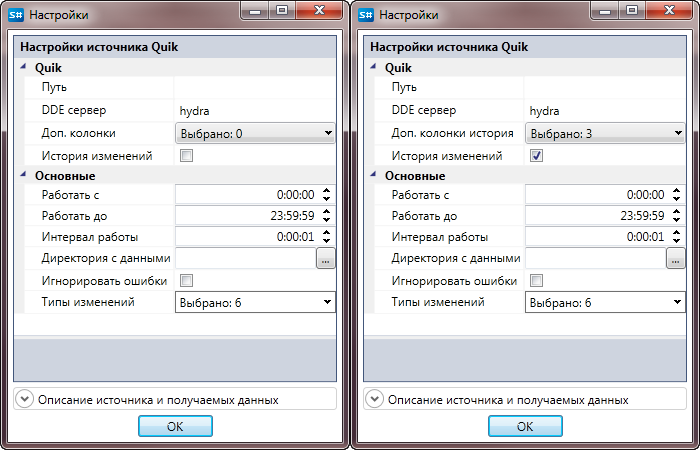 S# Настройки
Настройки источника Quik
Quik
Путь
DDE сервер hydra
Доп. колонки Выбрано: 0
История изменений
Основные
Работать с 0:00:00
Работать до 23:59:59
Интервал работы 0:00:01
Директория с данными ...
Игнорировать ошибки
Типы изменений Выбрано: 6
Описание источника и получаемых данных
OK
S# Настройки
Настройки источника Quik
Quik
Путь
DDE сервер hydra
Доп. колонки история Выбрано: 3
История изменений
Основные
Работать с 0:00:00
Работать до 23:59:59
Интервал работы 0:00:01
Директория с данными ...
Игнорировать ошибки
Типы изменений Выбрано: 6
Описание источника и получаемых данных
OK